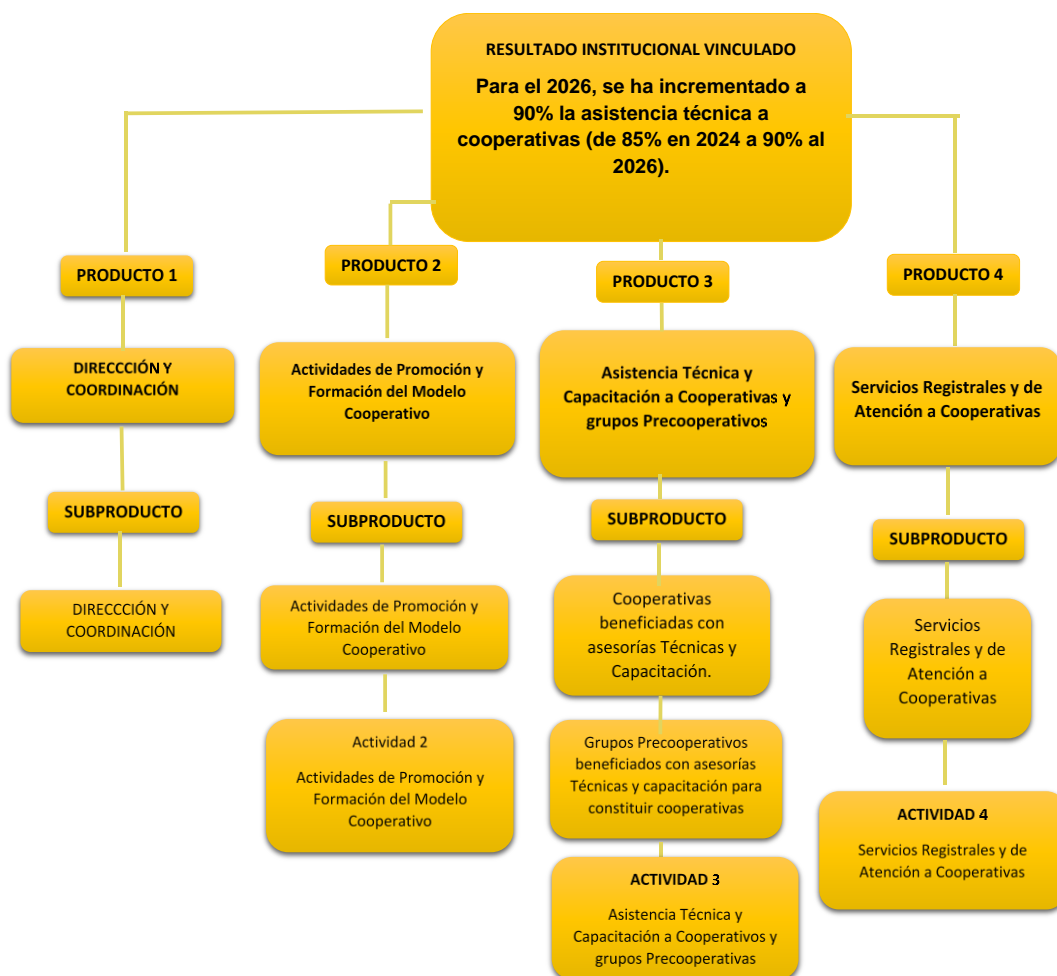 RESULTADO INSTITUCIONAL VINCULADO
Para el 2026, se ha incrementado a
90% la asistencia técnica a
cooperativas (de 85% en 2024 a 90% al
2026).
PRODUCTO 1
DIRECCCIÓN Y
COORDINACIÓN
SUBPRODUCTO
DIRECCCIÓN Y
COORDINACIÓN
PRODUCTO 2
Actividades de Promoción y
Formación del Modelo
Cooperativo
SUBPRODUCTO
Actividades de Promoción y
Formación del Modelo
Cooperativo
Actividad 2
Actividades de Promoción y
Formación del Modelo
Cooperativo
PRODUCTO 3
Asistencia Técnica y
Capacitación a Cooperativas y
grupos Precooperativos
SUBPRODUCTO
Cooperativas
beneficiadas con
asesorías Técnicas y
Capacitación.
Grupos Precooperativos
beneficiados con asesorías
Técnicas y capacitación para
constituir cooperativas
ACTIVIDAD 3
Asistencia Técnica y
Capacitación a Cooperativos y
grupos Precooperativas
PRODUCTO 4
Servicios Registrales y de
Atención a Cooperativas
SUBPRODUCTO
Servicios
Registrales y de
Atención a
Cooperativas
ACTIVIDAD 4
Servicios Registrales y de
Atención a Cooperativas